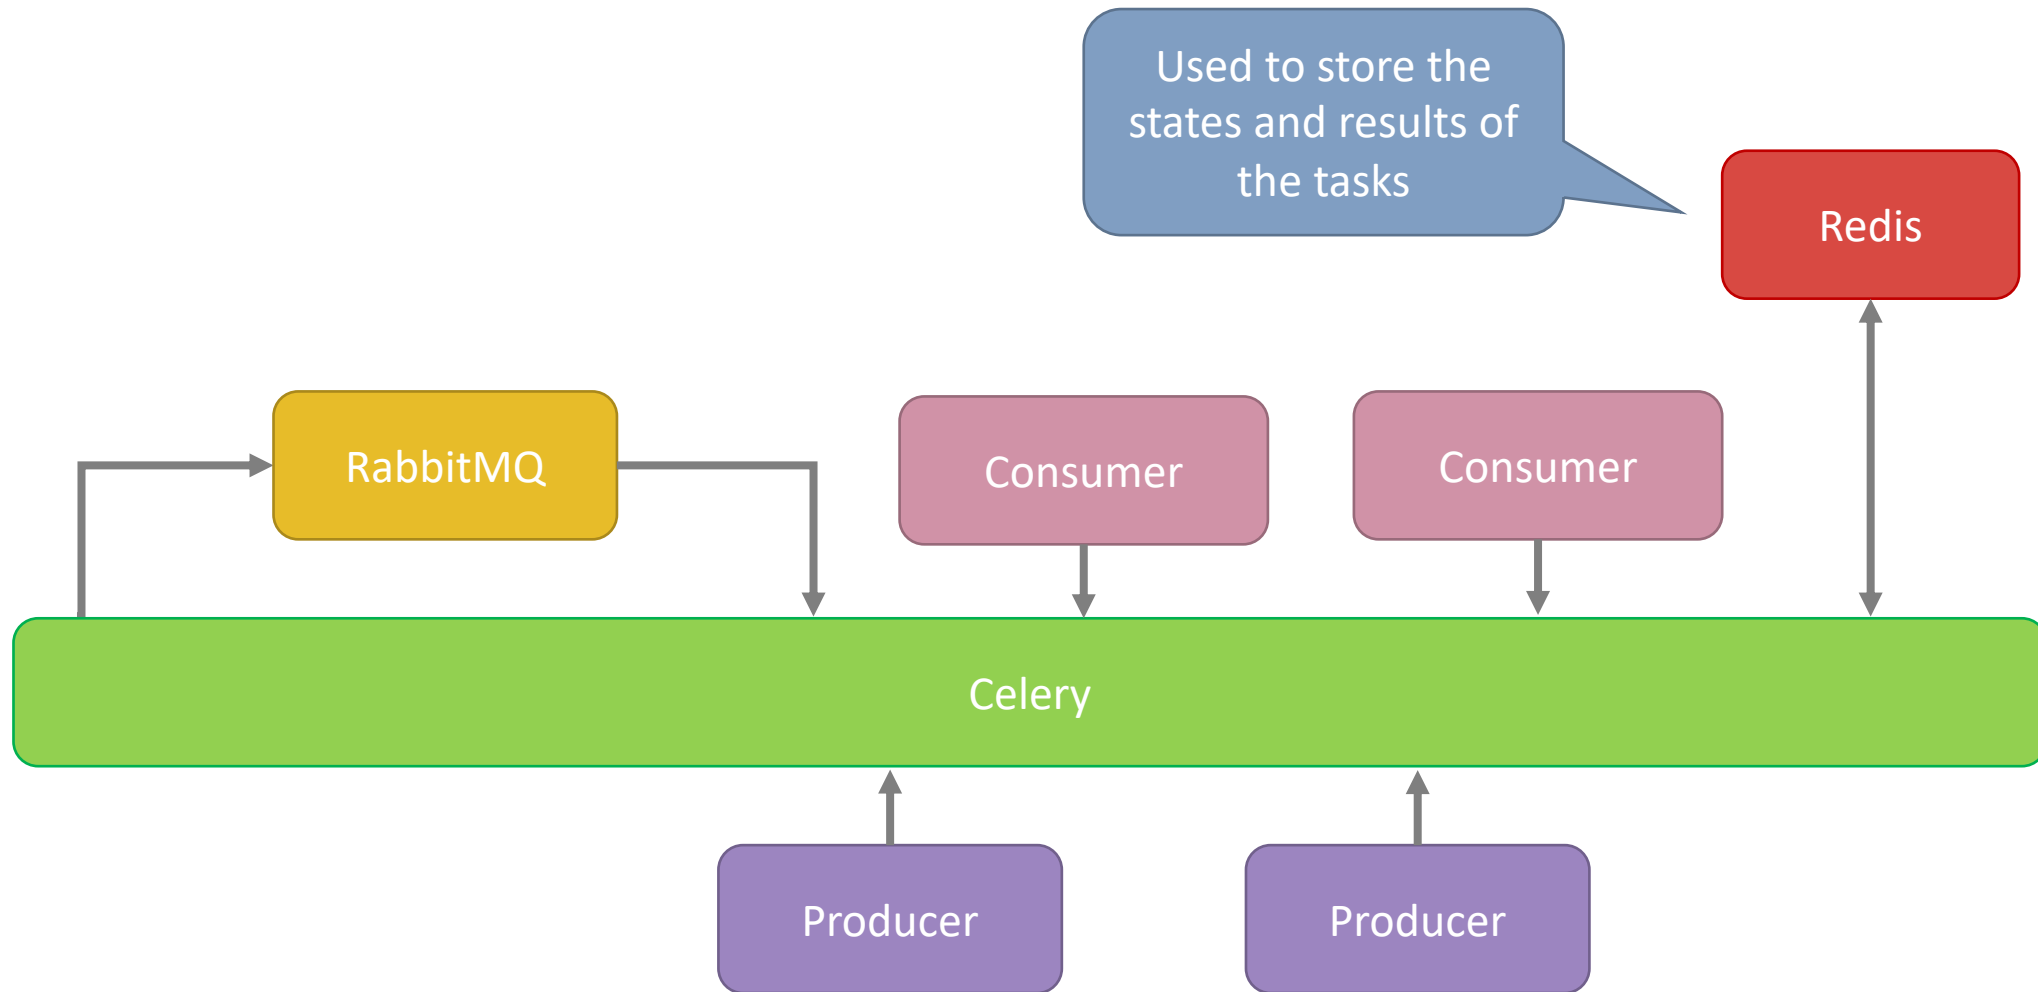 Used to store the
states and results of
the tasks
Redis
RabbitMQ
Consumer
Consumer
Celery
Producer
Producer